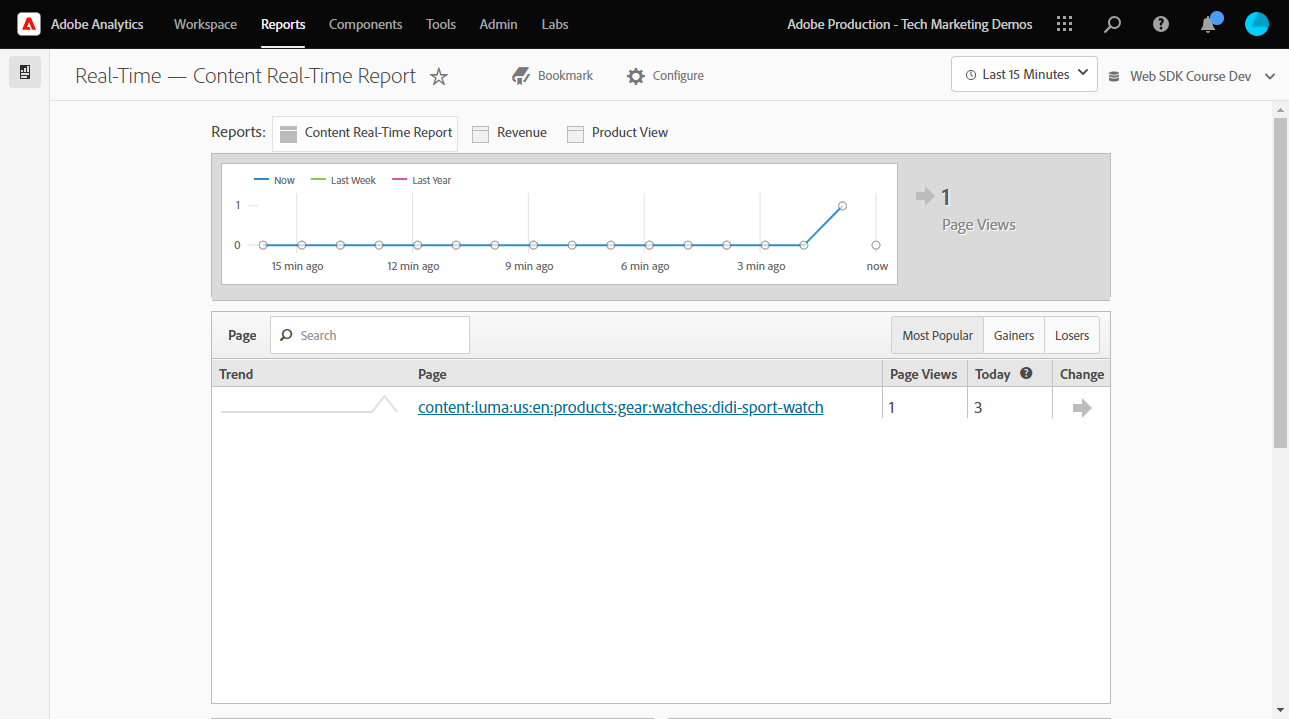 Adobe Analytics Workspace Reports Components Tools Admin Labs Adobe Production - Tech Marketing Demos
Real-Time — Content Real-Time Report Bookmark Configure Last 15 Minutes Web SDK Course Dev
Reports: Content Real-Time Report Revenue Product View
Now Last Week Last Year
1
0
15 min ago 12 min ago 9 min ago 6 min ago 3 min ago now
1
Page Views
Page Search Most Popular Gainers Losers
Trend Page Page Views Today ? Change
content:luma:us:en:products:gear:watches:didi-sport-watch 1 3